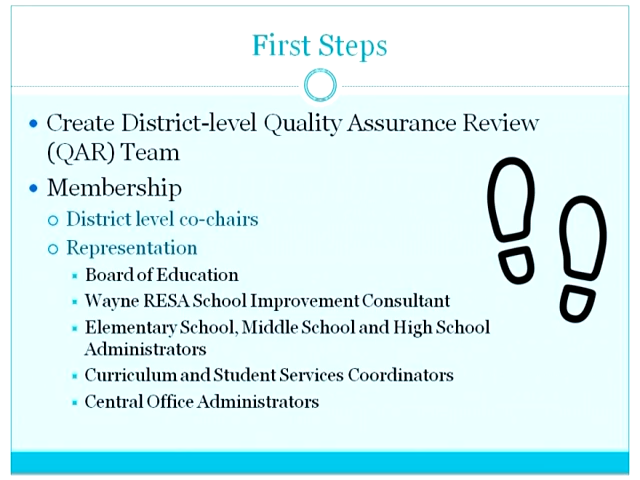 First Steps
Create District-level Quality Assurance Review
(QAR) Team
Membership
District level co-chairs
Representation
Board of Education
Wayne RESA School Improvement Consultant
Elementary School, Middle School and High School
Administrators
Curriculum and Student Services Coordinators
Central Office Administrators